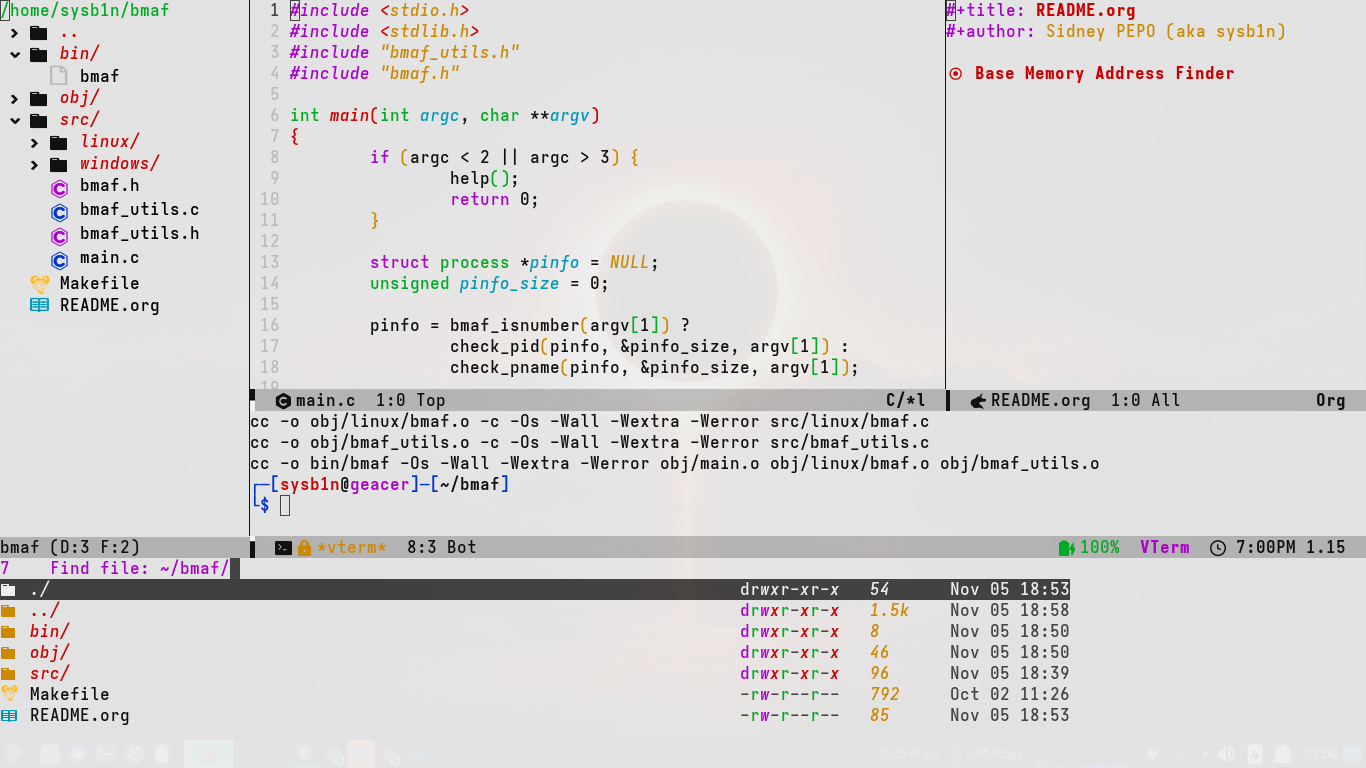 /home/sysb1n/bmaf
..
bin/
bmaf
obj/
src/
linux/
windows/
bmaf.h
bmaf_utils.c
bmaf_utils.h
main.c
Makefile
README.org
bmaf (D:3 F:2)
1 #include <stdio.h>
2 #include <stdlib.h>
3 #include "bmaf_utils.h"
4 #include "bmaf.h"
5
6 int main(int argc, char **argv)
7 {
8         if (argc < 2 || argc > 3) {
9                 help();
10                 return 0;
11         }
12
13         struct process *pinfo = NULL;
14         unsigned pinfo_size = 0;
15
16         pinfo = bmaf_isnumber(argv[1]) ?
17                 check_pid(pinfo, &pinfo_size, argv[1]) :
18                 check_pname(pinfo, &pinfo_size, argv[1]);
19
main.c 1:0 Top C/*l
#+title: README.org
#+author: Sidney PEPO (aka sysb1n)
Base Memory Address Finder
README.org 1:0 All Org
cc -o obj/linux/bmaf.o -c -Os -Wall -Wextra -Werror src/linux/bmaf.c
cc -o obj/bmaf_utils.o -c -Os -Wall -Wextra -Werror src/bmaf_utils.c
cc -o bin/bmaf -Os -Wall -Wextra -Werror obj/main.o obj/linux/bmaf.o obj/bmaf_utils.o
┌─[sysb1n@geacer]─[~/bmaf]
└$
*vterm* 8:3 Bot 100% VTerm 7:00PM 1.15
7 Find file: ~/bmaf/
./ drwxr-xr-x 54 Nov 05 18:53
../ drwxr-xr-x 1.5k Nov 05 18:58
bin/ drwxr-xr-x 8 Nov 05 18:50
obj/ drwxr-xr-x 46 Nov 05 18:50
src/ drwxr-xr-x 96 Nov 05 18:39
Makefile -rw-r--r-- 792 Oct 02 11:26
README.org -rw-r--r-- 85 Nov 05 18:53
0.85 Kbps 0.85 Kbps 07:00